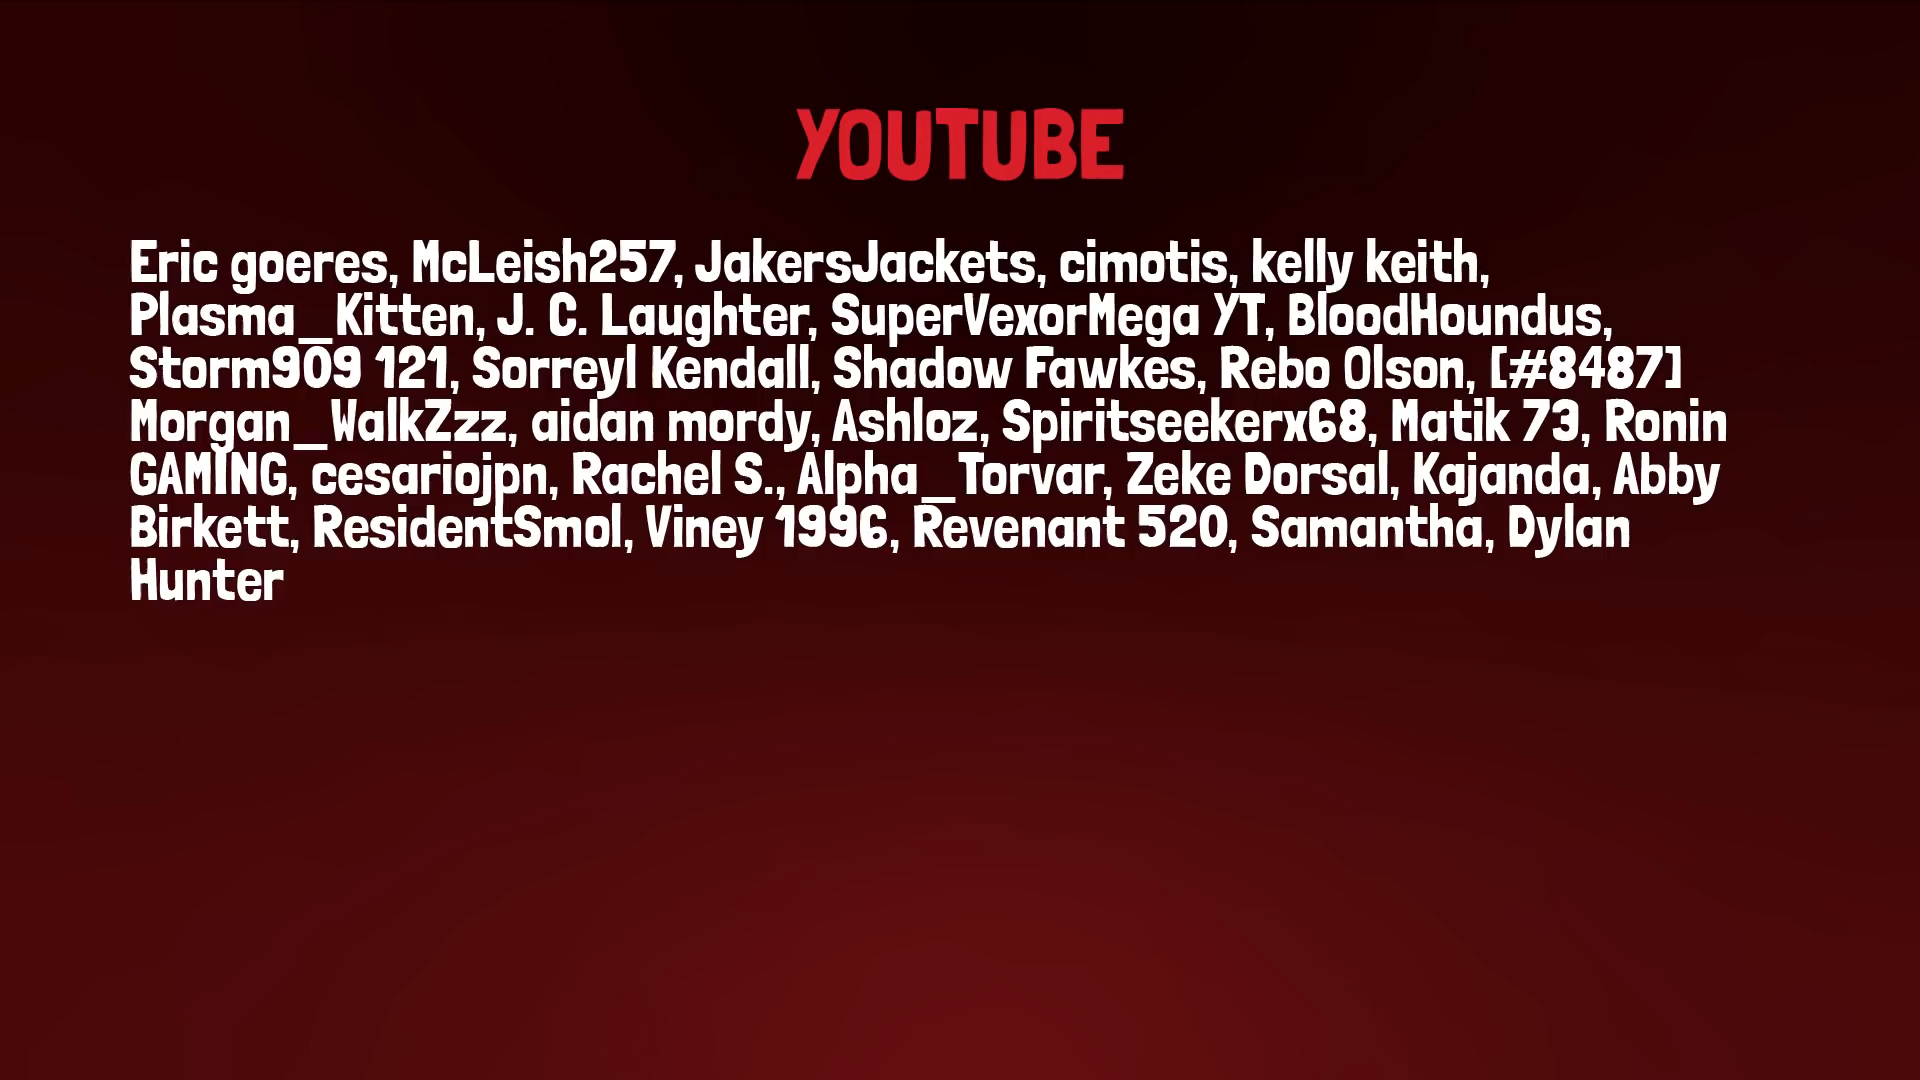 YOUTUBE
Eric goeres, McLeish257, JakersJackets, cimotis, kelly keith,
Plasma_Kitten, J. C. Laughter, SuperVexorMega YT, BloodHoundus,
Storm909 121, Sorreyl Kendall, Shadow Fawkes, Rebo Olson, [#8487]
Morgan_WalkZzz, aidan mordy, Ashloz, Spiritseekerx68, Matik 73, Ronin
GAMING, cesariojpn, Rachel S., Alpha_Torvar, Zeke Dorsal, Kajanda, Abby
Birkett, ResidentSmol, Viney 1996, Revenant 520, Samantha, Dylan
Hunter